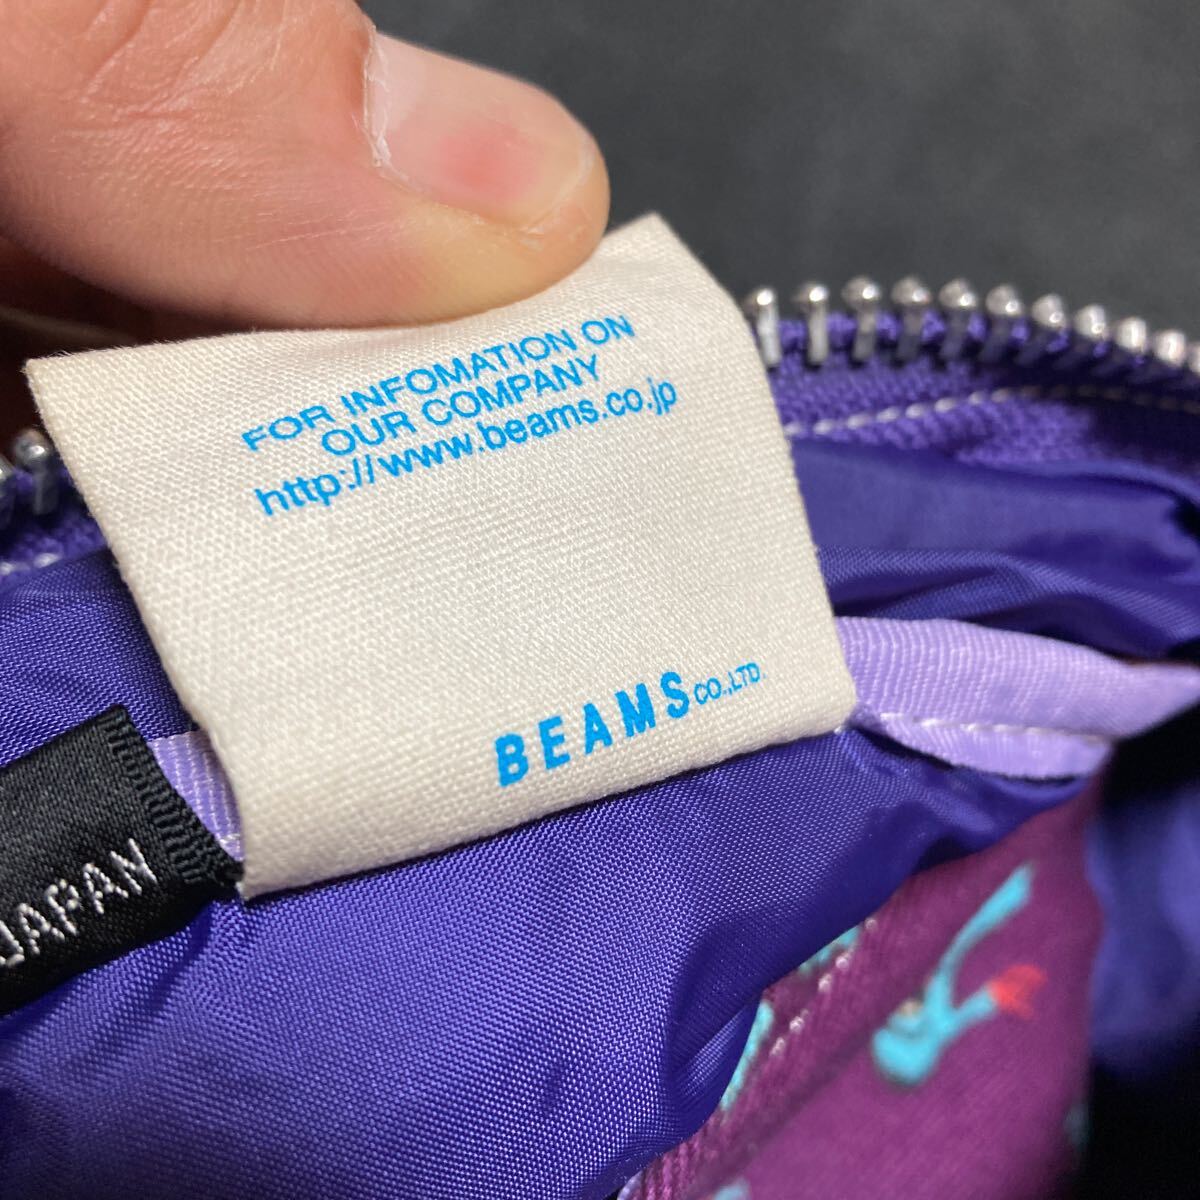 FOR INFOMATION ON
OUR COMPANY
http://www.beams.co.jp
BEAMS CO.,LTD.
JAPAN